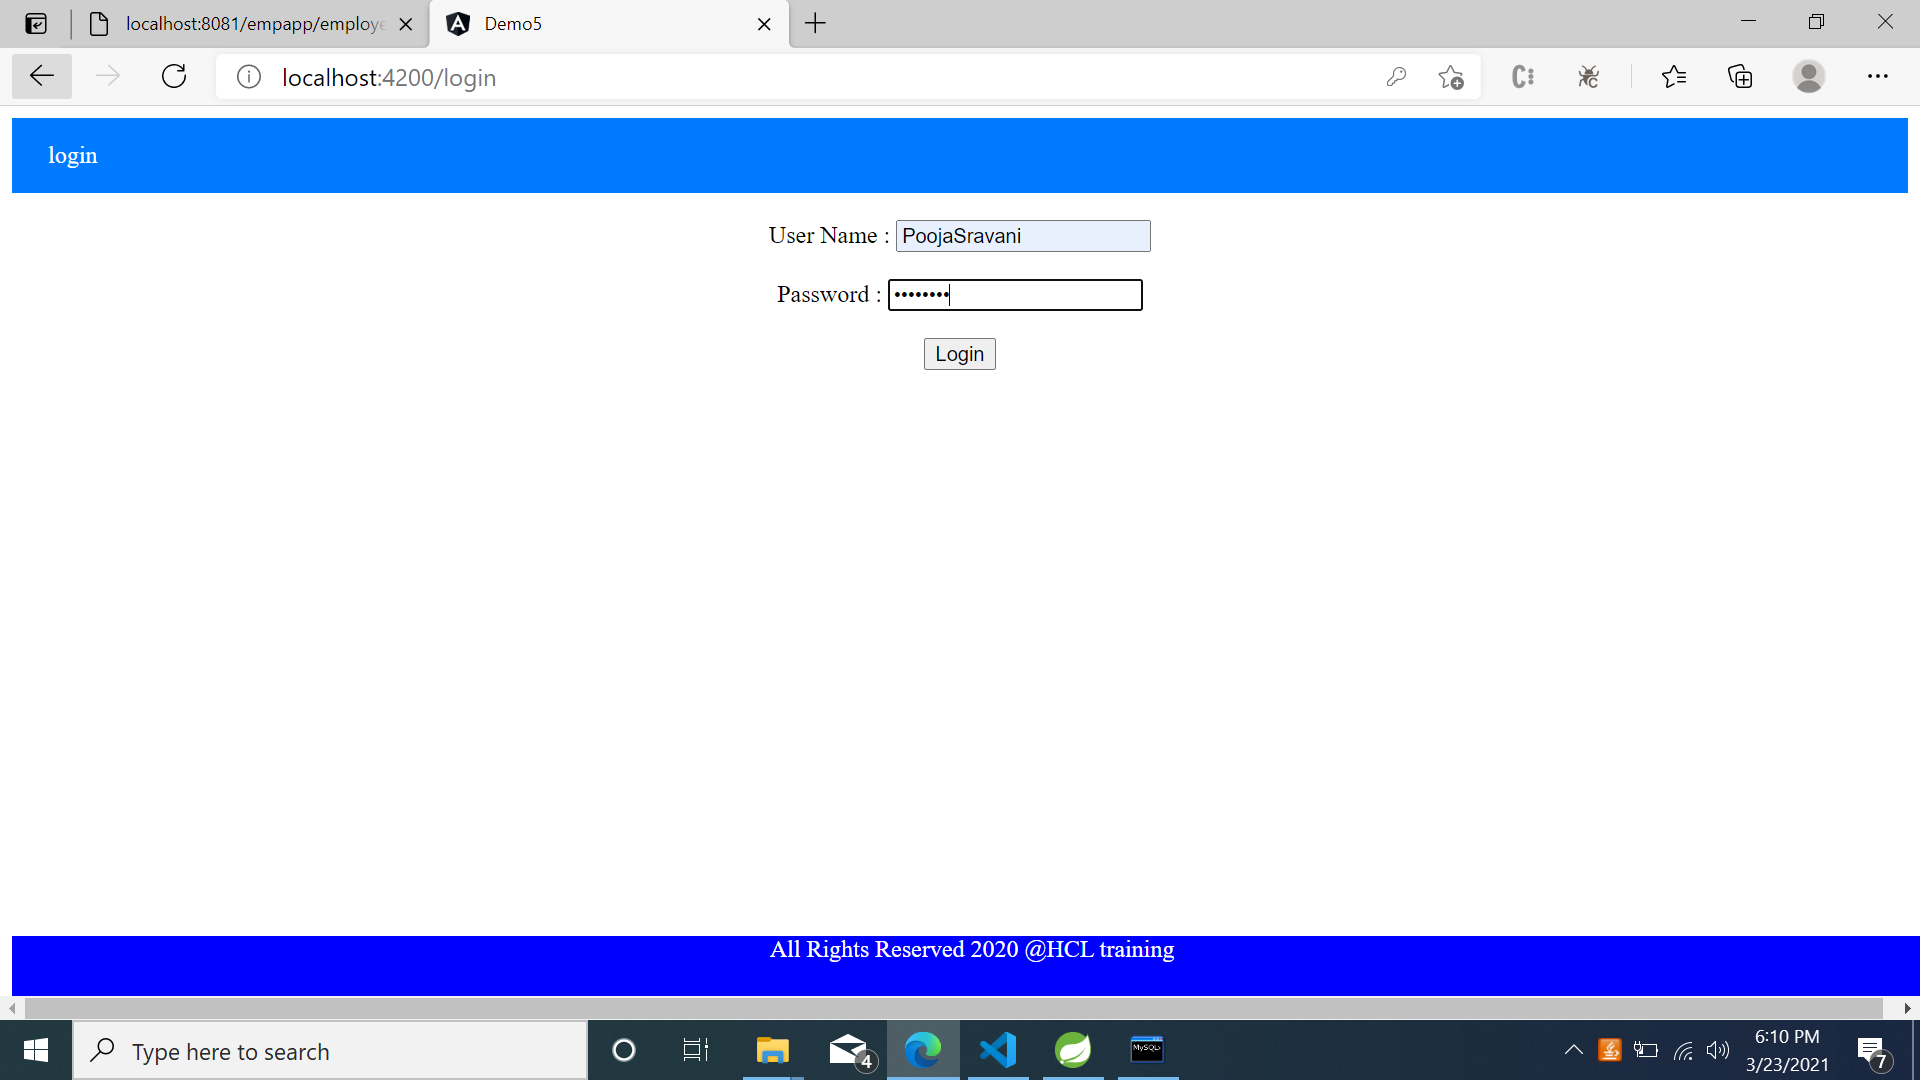 localhost:8081/empapp/employe
Demo5
localhost:4200/login
login
User Name : PoojaSravani
Password : ••••••••
Login
All Rights Reserved 2020 @HCL training
Type here to search
4
MySQL
6:10 PM
3/23/2021
7